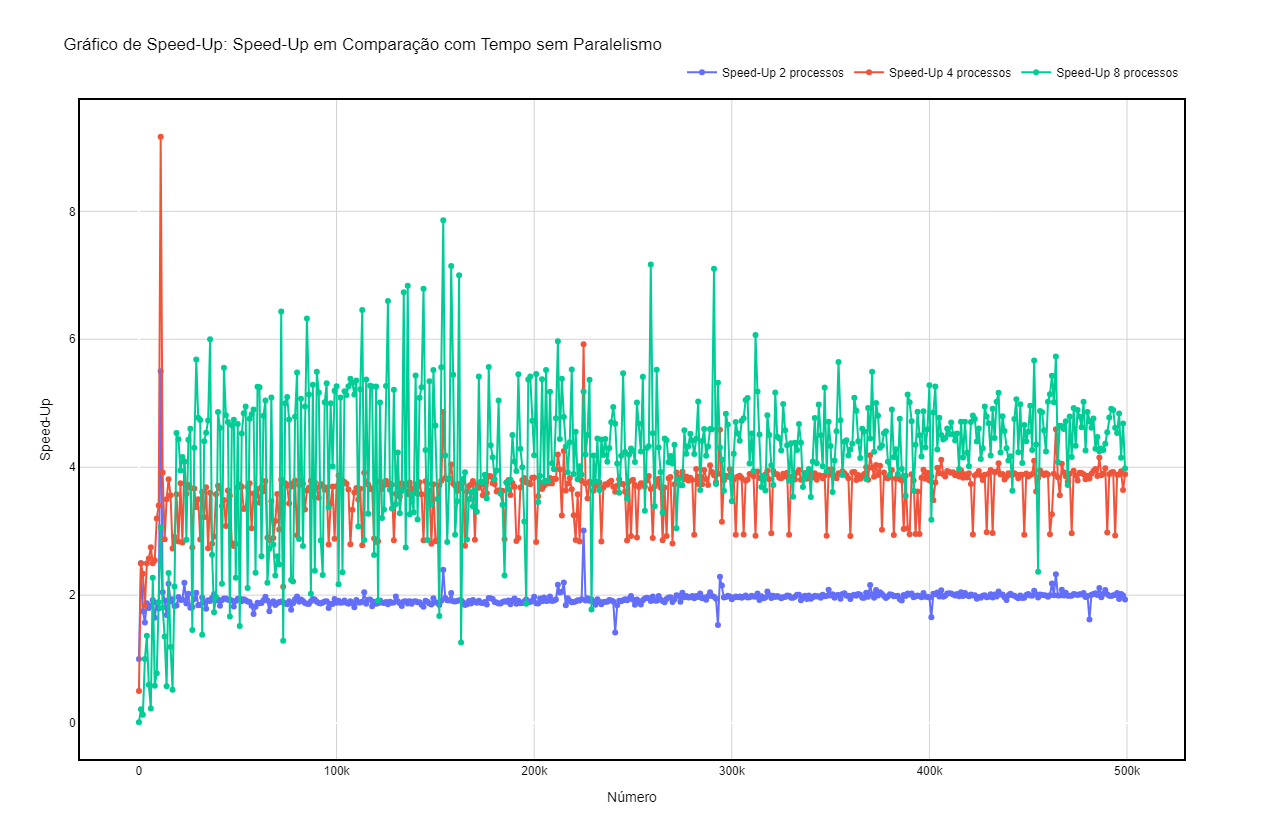 Gráfico de Speed-Up: Speed-Up em Comparação com Tempo sem Paralelismo
Speed-Up 2 processos
Speed-Up 4 processos
Speed-Up 8 processos
8
6
4
2
0
Speed-Up
0
100k
200k
300k
400k
500k
Número